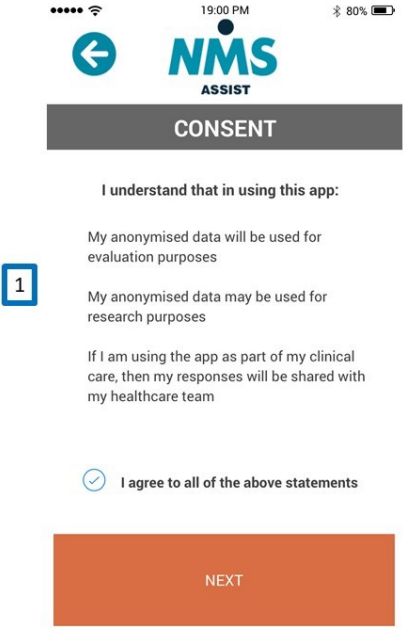 19:00 PM
80%
NMS
ASSIST
CONSENT
I understand that in using this app:
My anonymised data will be used for
evaluation purposes
1
My anonymised data may be used for
research purposes
If I am using the app as part of my clinical
care, then my responses will be shared with
my healthcare team
I agree to all of the above statements
NEXT